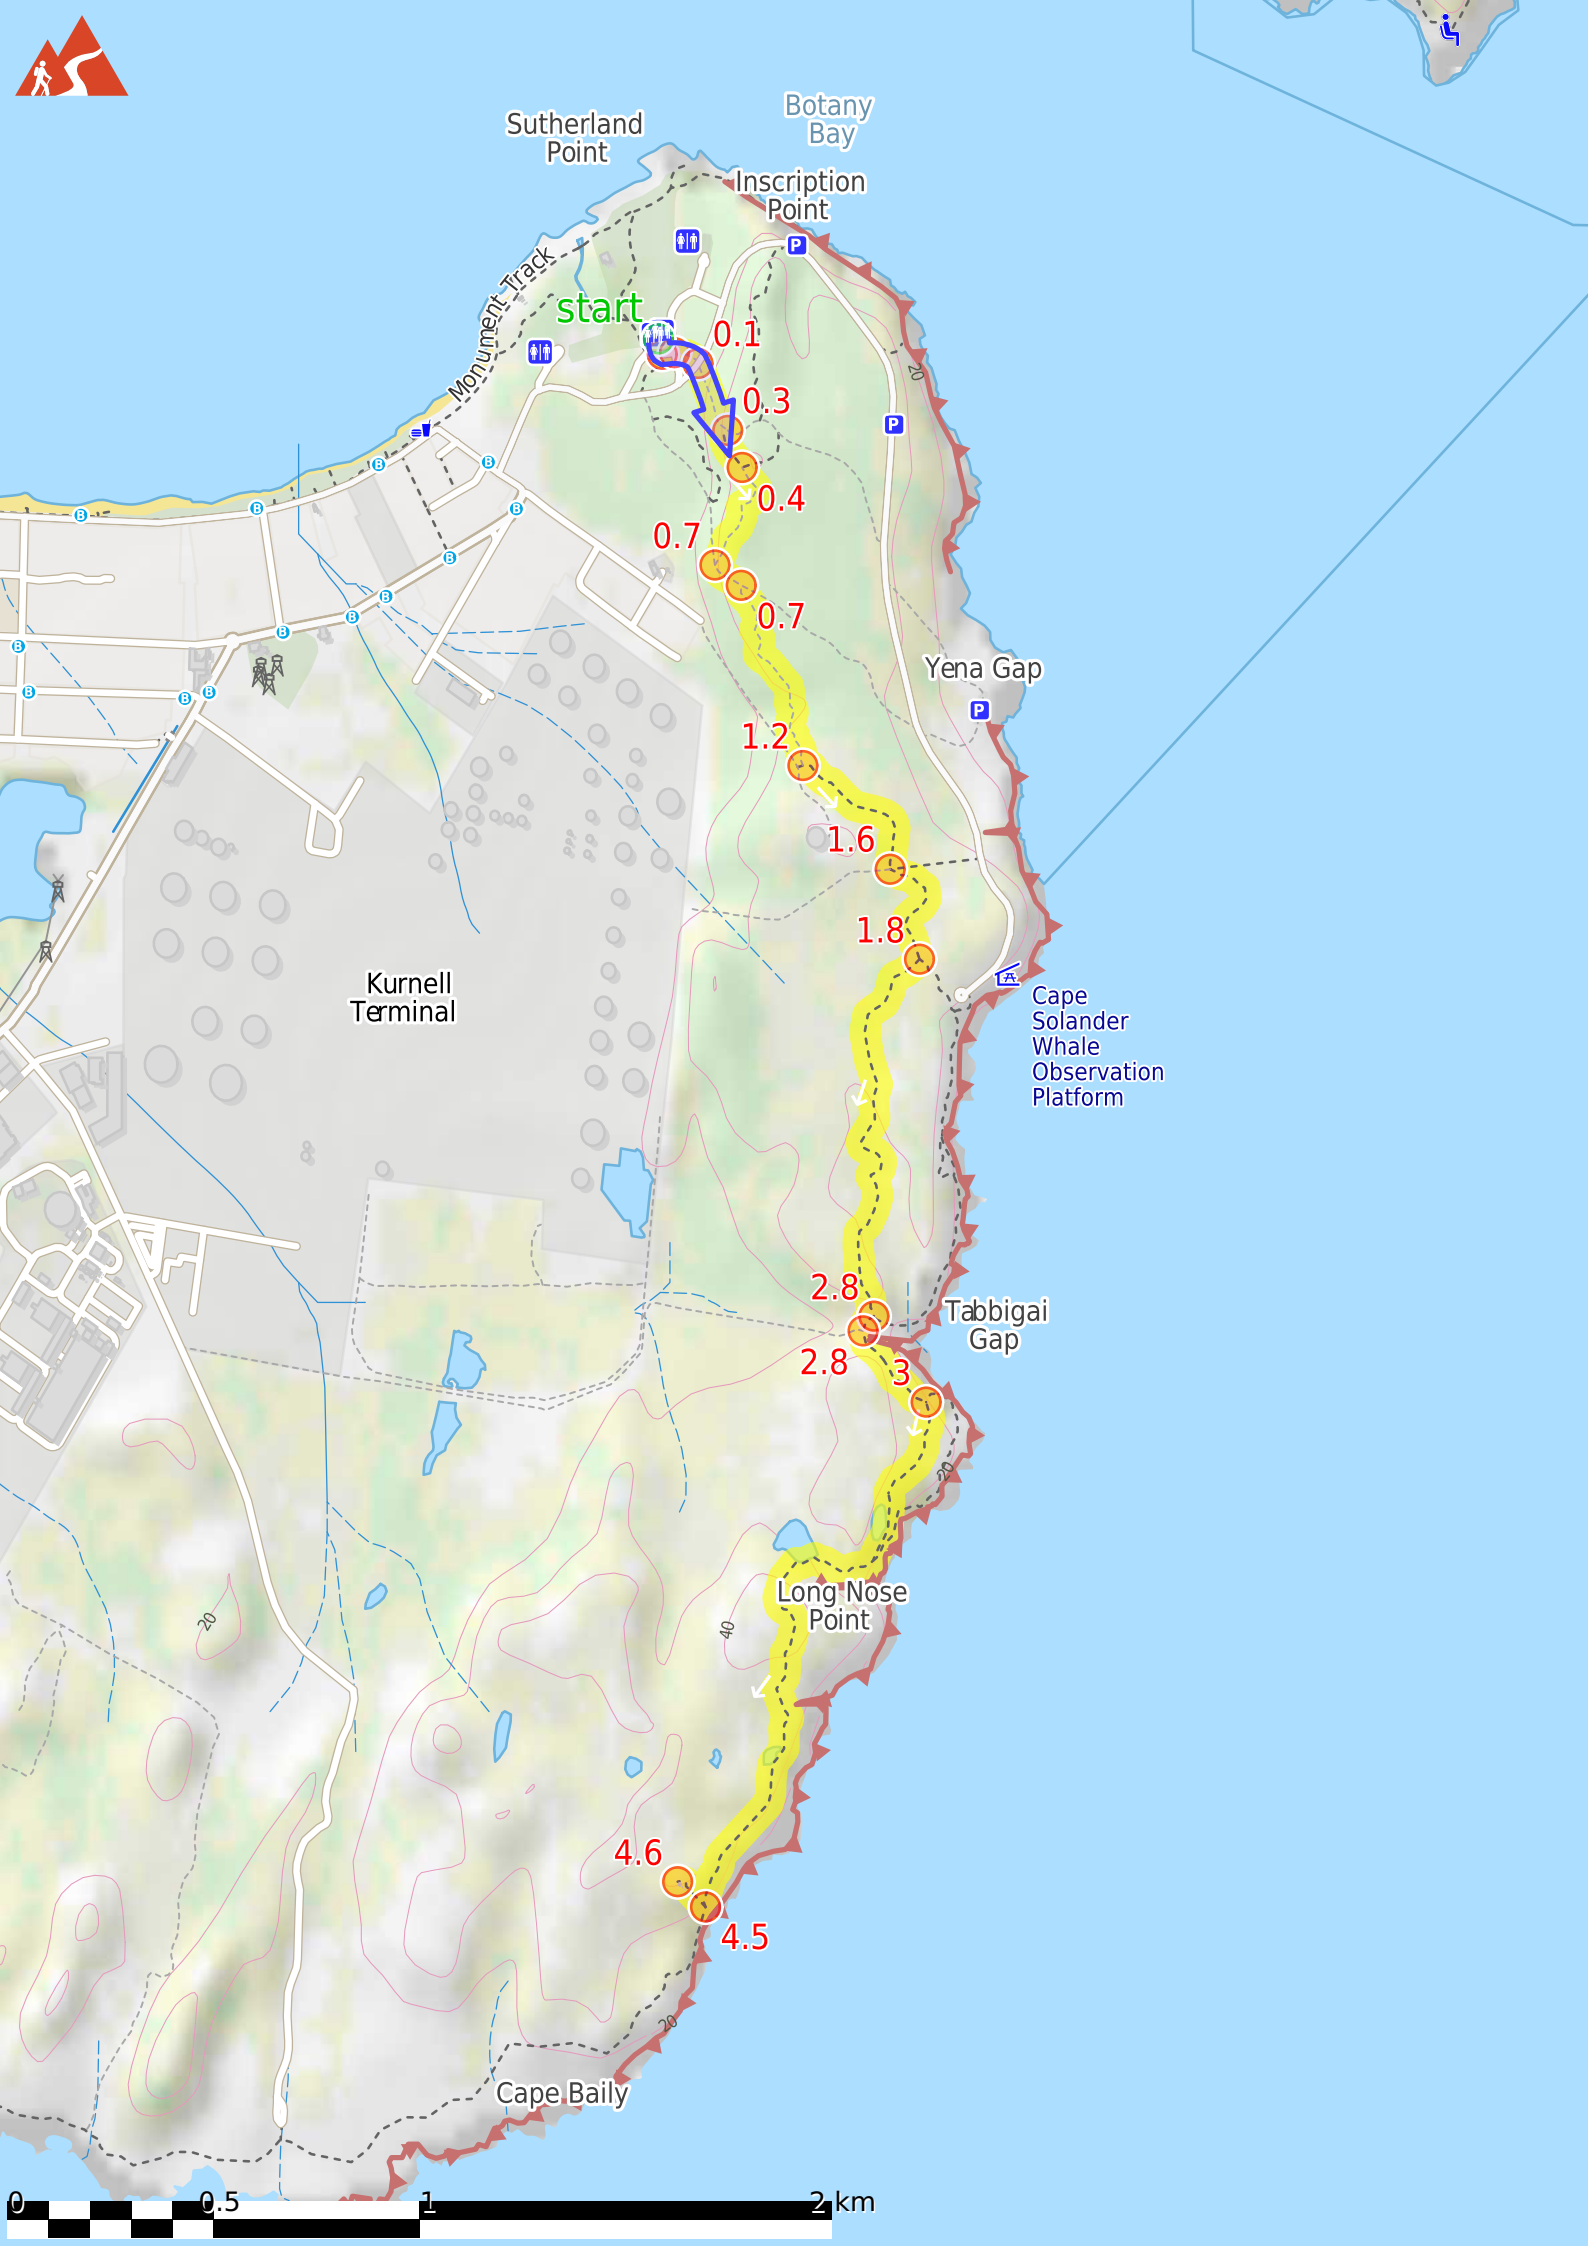 Botany
Bay
Sutherland
Point
Inscription
Point
Monument Track
start
0.1
20
0.3
0.4
0.7
0.7
Yena Gap
1.2
1.6
1.8
Kurnell
Terminal
Cape
Solander
Whale
Observation
Platform
2.8
Tabbigai
Gap
2.8
3
20
Long Nose
Point
20
40
4.6
4.5
20
Cape Baily
0 0.5 1 2 km
P
P
P
B
B
B
B
B
B
B
B
B
B
B
B
B
B